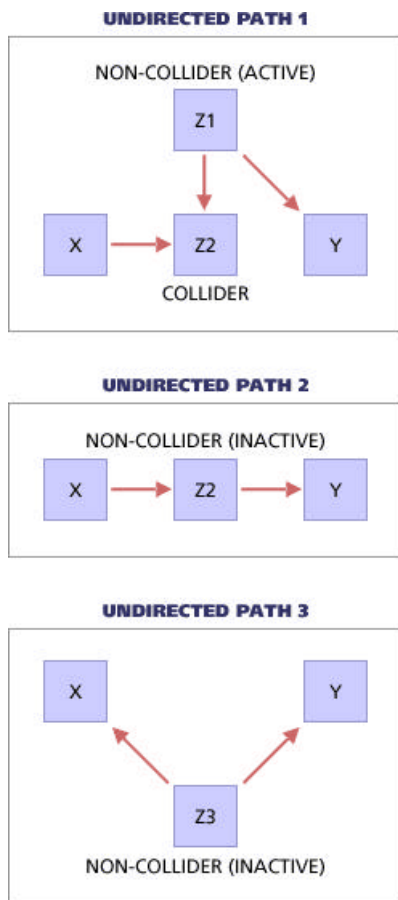 UNDIRECTED PATH 1
NON-COLLIDER (ACTIVE)
Z1
X Z2 Y
COLLIDER
UNDIRECTED PATH 2
NON-COLLIDER (INACTIVE)
X Z2 Y
UNDIRECTED PATH 3
X Y
Z3
NON-COLLIDER (INACTIVE)